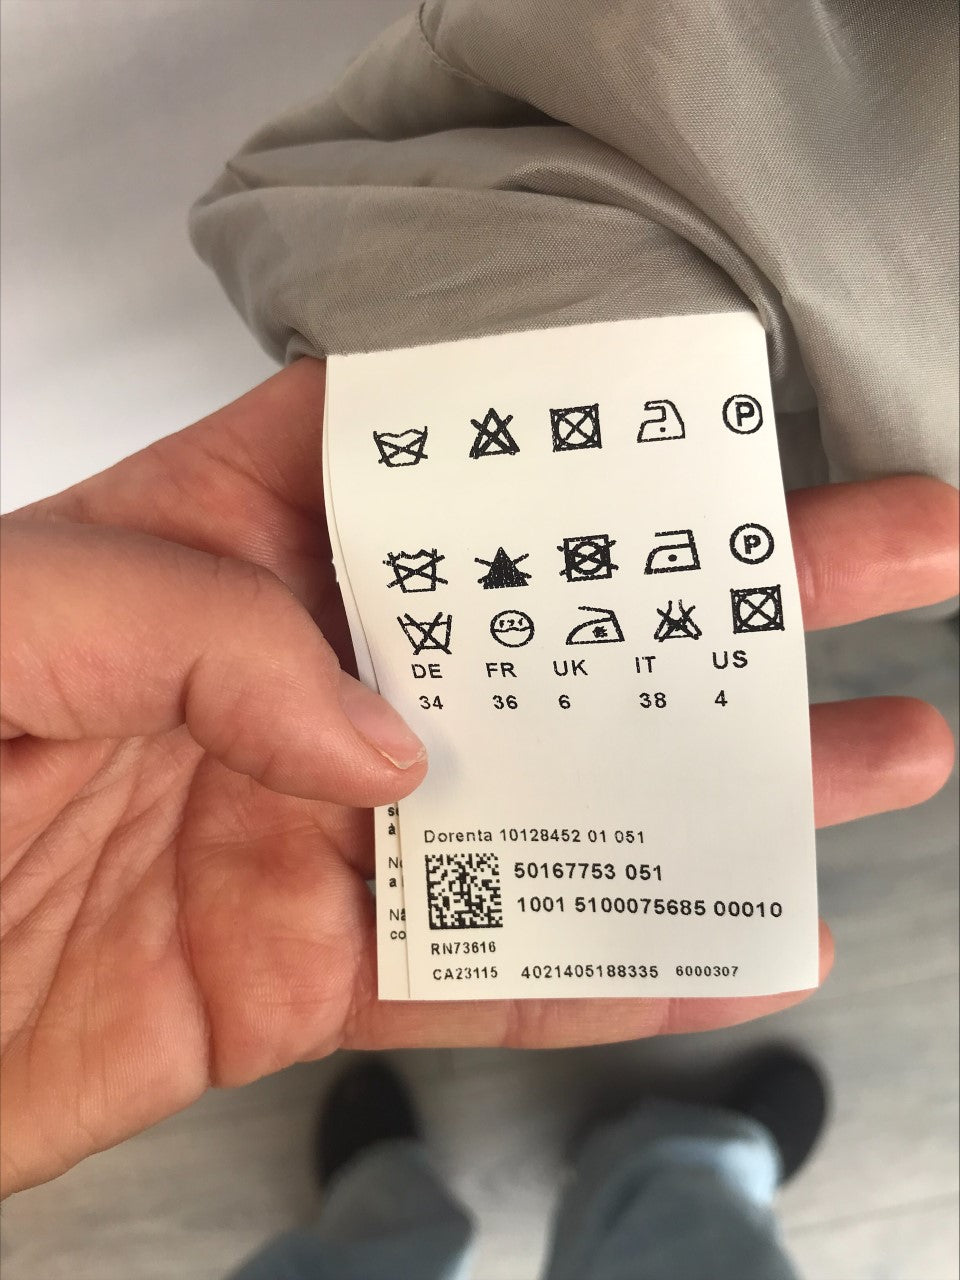 P
P
DE FR UK IT US
34 36 6 38 4
Dorenta 10128452 01 051
50167753 051
1001 5100075685 00010
RN73616
CA23115 4021405188335 6000307
à
a
co